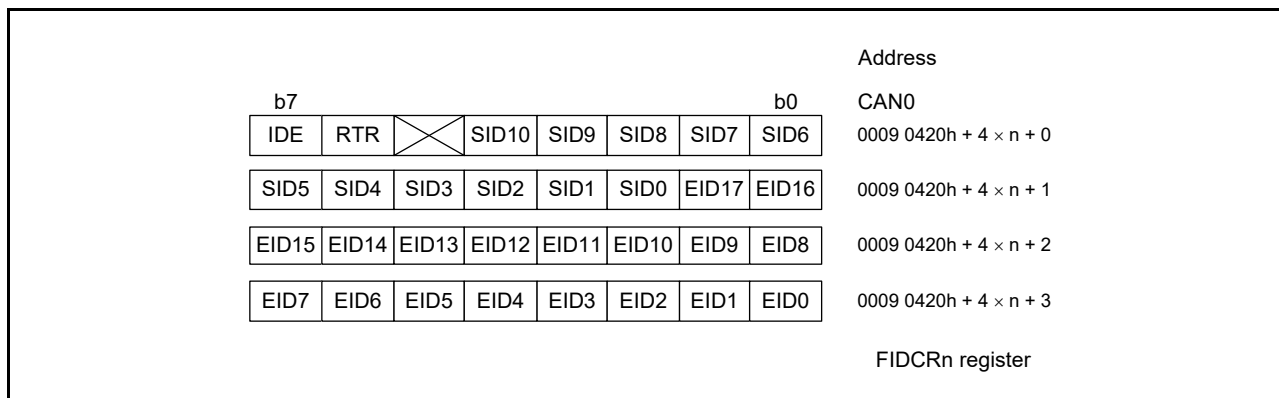 Address
b7 b0 CAN0
IDE RTR SID10 SID9 SID8 SID7 SID6 0009 0420h + 4 × n + 0
SID5 SID4 SID3 SID2 SID1 SID0 EID17 EID16 0009 0420h + 4 × n + 1
EID15 EID14 EID13 EID12 EID11 EID10 EID9 EID8 0009 0420h + 4 × n + 2
EID7 EID6 EID5 EID4 EID3 EID2 EID1 EID0 0009 0420h + 4 × n + 3
FIDCRn register